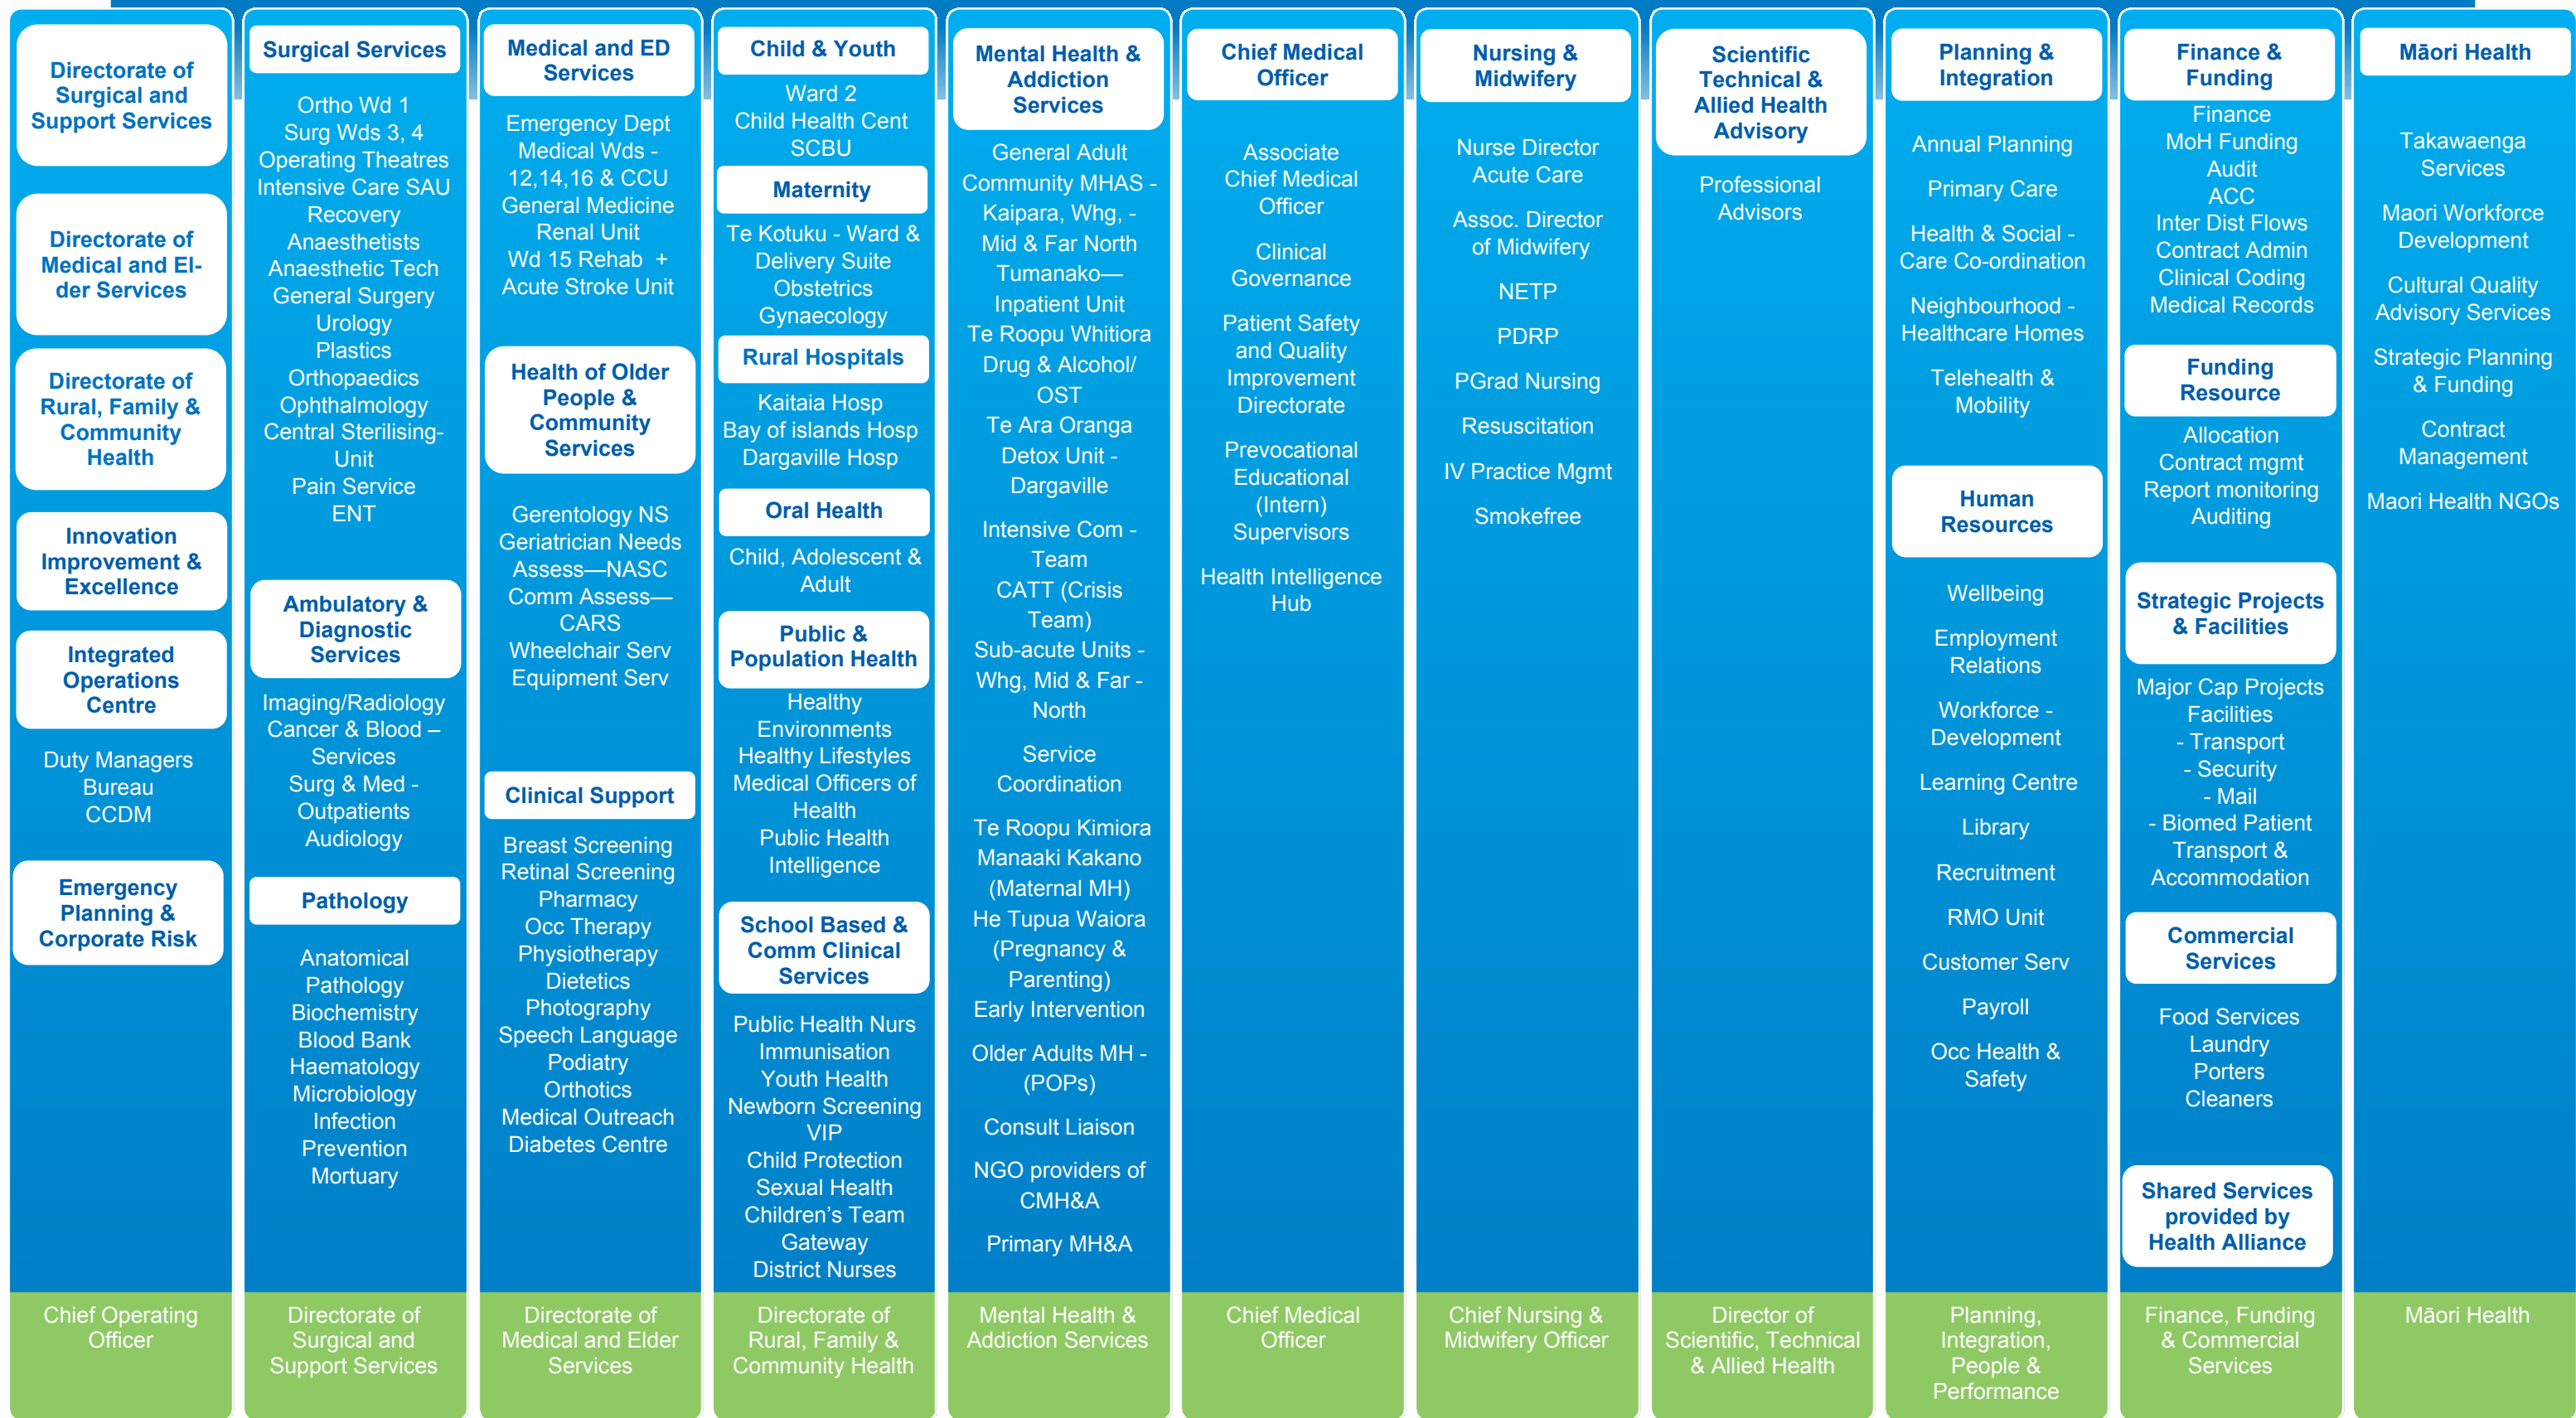 Directorate of
Surgical and
Support Services
Directorate of
Medical and El-
der Services
Directorate of
Rural, Family &
Community
Health
Innovation
Improvement &
Excellence
Integrated
Operations
Centre
Duty Managers
Bureau
CCDM
Emergency
Planning &
Corporate Risk
Chief Operating
Officer
Surgical Services
Ortho Wd 1
Surg Wds 3, 4
Operating Theatres
Intensive Care SAU
Recovery
Anaesthetists
Anaesthetic Tech
General Surgery
Urology
Plastics
Orthopaedics
Ophthalmology
Central Sterilising-
Unit
Pain Service
ENT
Ambulatory &
Diagnostic
Services
Imaging/Radiology
Cancer & Blood –
Services
Surg & Med -
Outpatients
Audiology
Pathology
Anatomical
Pathology
Biochemistry
Blood Bank
Haematology
Microbiology
Infection
Prevention
Mortuary
Directorate of
Surgical and
Support Services
Medical and ED
Services
Emergency Dept
Medical Wds -
12,14,16 & CCU
General Medicine
Renal Unit
Wd 15 Rehab +
Acute Stroke Unit
Health of Older
People &
Community
Services
Gerentology NS
Geriatrician Needs
Assess—NASC
Comm Assess—
CARS
Wheelchair Serv
Equipment Serv
Clinical Support
Breast Screening
Retinal Screening
Pharmacy
Occ Therapy
Physiotherapy
Dietetics
Photography
Speech Language
Podiatry
Orthotics
Medical Outreach
Diabetes Centre
Directorate of
Medical and Elder
Services
Child & Youth
Ward 2
Child Health Cent
SCBU
Maternity
Te Kotuku - Ward &
Delivery Suite
Obstetrics
Gynaecology
Rural Hospitals
Kaitaia Hosp
Bay of islands Hosp
Dargaville Hosp
Oral Health
Child, Adolescent &
Adult
Public &
Population Health
Healthy
Environments
Healthy Lifestyles
Medical Officers of
Health
Public Health
Intelligence
School Based &
Comm Clinical
Services
Public Health Nurs
Immunisation
Youth Health
Newborn Screening
VIP
Child Protection
Sexual Health
Children’s Team
Gateway
District Nurses
Directorate of
Rural, Family &
Community Health
Mental Health &
Addiction
Services
General Adult
Community MHAS -
Kaipara, Whg, -
Mid & Far North
Tumanako—
Inpatient Unit
Te Roopu Whitiora
Drug & Alcohol/
OST
Te Ara Oranga
Detox Unit -
Dargaville
Intensive Com -
Team
CATT (Crisis
Team)
Sub-acute Units -
Whg, Mid & Far -
North
Service
Coordination
Te Roopu Kimiora
Manaaki Kakano
(Maternal MH)
He Tupua Waiora
(Pregnancy &
Parenting)
Early Intervention
Older Adults MH -
(POPs)
Consult Liaison
NGO providers of
CMH&A
Primary MH&A
Mental Health &
Addiction Services
Chief Medical
Officer
Associate
Chief Medical
Officer
Clinical
Governance
Patient Safety
and Quality
Improvement
Directorate
Prevocational
Educational
(Intern)
Supervisors
Health Intelligence
Hub
Chief Medical
Officer
Nursing &
Midwifery
Nurse Director
Acute Care
Assoc. Director
of Midwifery
NETP
PDRP
PGrad Nursing
Resuscitation
IV Practice Mgmt
Smokefree
Chief Nursing &
Midwifery Officer
Scientific
Technical &
Allied Health
Advisory
Professional
Advisors
Director of
Scientific, Technical
& Allied Health
Planning &
Integration
Annual Planning
Primary Care
Health & Social -
Care Co-ordination
Neighbourhood -
Healthcare Homes
Telehealth &
Mobility
Human
Resources
Wellbeing
Employment
Relations
Workforce -
Development
Learning Centre
Library
Recruitment
RMO Unit
Customer Serv
Payroll
Occ Health &
Safety
Planning,
Integration,
People &
Performance
Finance &
Funding
Finance
MoH Funding
Audit
ACC
Inter Dist Flows
Contract Admin
Clinical Coding
Medical Records
Funding
Resource
Allocation
Contract mgmt
Report monitoring
Auditing
Strategic Projects
& Facilities
Major Cap Projects
Facilities
- Transport
- Security
- Mail
- Biomed Patient
Transport &
Accommodation
Commercial
Services
Food Services
Laundry
Porters
Cleaners
Shared Services
provided by
Health Alliance
Finance, Funding
& Commercial
Services
Māori Health
Takawaenga
Services
Maori Workforce
Development
Cultural Quality
Advisory Services
Strategic Planning
& Funding
Contract
Management
Maori Health NGOs
Māori Health